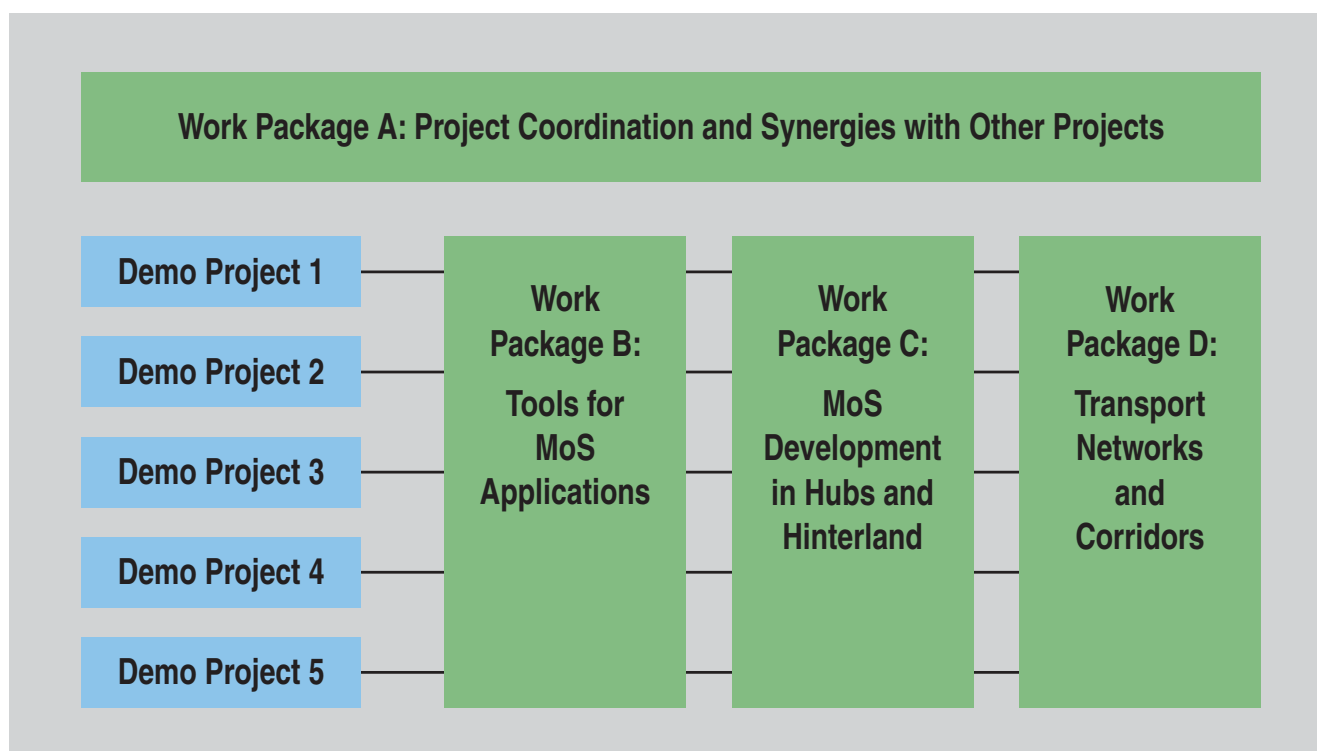 Work Package A: Project Coordination and Synergies with Other Projects
Demo Project 1
Demo Project 2
Demo Project 3
Demo Project 4
Demo Project 5
Work
Package B:
Tools for
MoS
Applications
Work
Package C:
MoS
Development
in Hubs and
Hinterland
Work
Package D:
Transport
Networks
and
Corridors